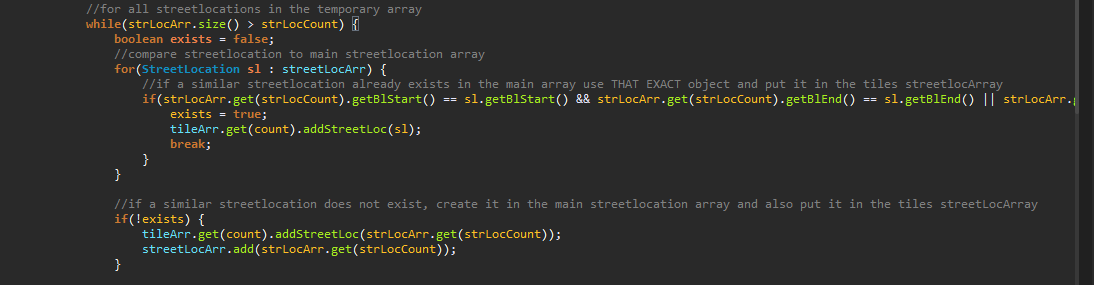 //for all streetlocations in the temporary array
while(strLocArr.size() > strLocCount) {
boolean exists = false;
//compare streetlocation to main streetlocation array
for(StreetLocation sl : streetLocArr) {
//if a similar streetlocation already exists in the main array use THAT EXACT object and put it in the tiles streetlocArray
if(strLocArr.get(strLocCount).getBlStart() == sl.getBlStart() && strLocArr.get(strLocCount).getBlEnd() == sl.getBlEnd() || strLocArr.g
exists = true;
tileArr.get(count).addStreetLoc(sl);
break;
}
}
//if a similar streetlocation does not exist, create it in the main streetlocation array and also put it in the tiles streetLocArray
if(!exists) {
tileArr.get(count).addStreetLoc(strLocArr.get(strLocCount));
streetLocArr.add(strLocArr.get(strLocCount));
}